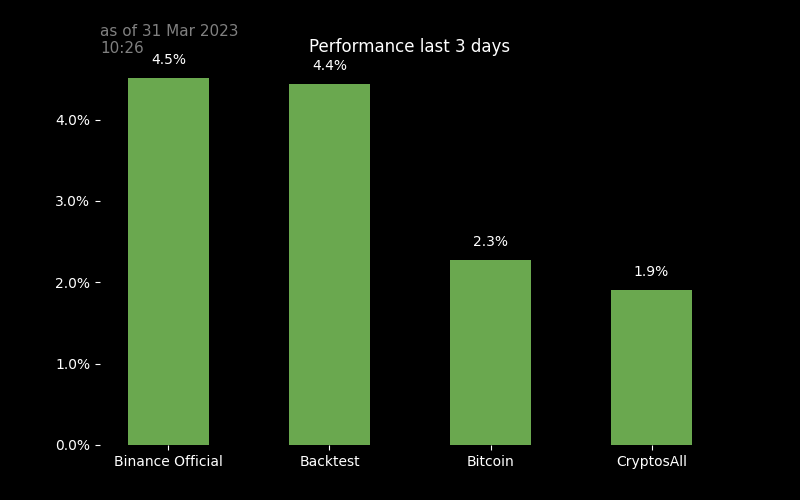 as of 31 Mar 2023
10:26
Performance last 3 days
4.5%
4.4%
2.3%
1.9%
4.0%
3.0%
2.0%
1.0%
0.0%
Binance Official
Backtest
Bitcoin
CryptosAll